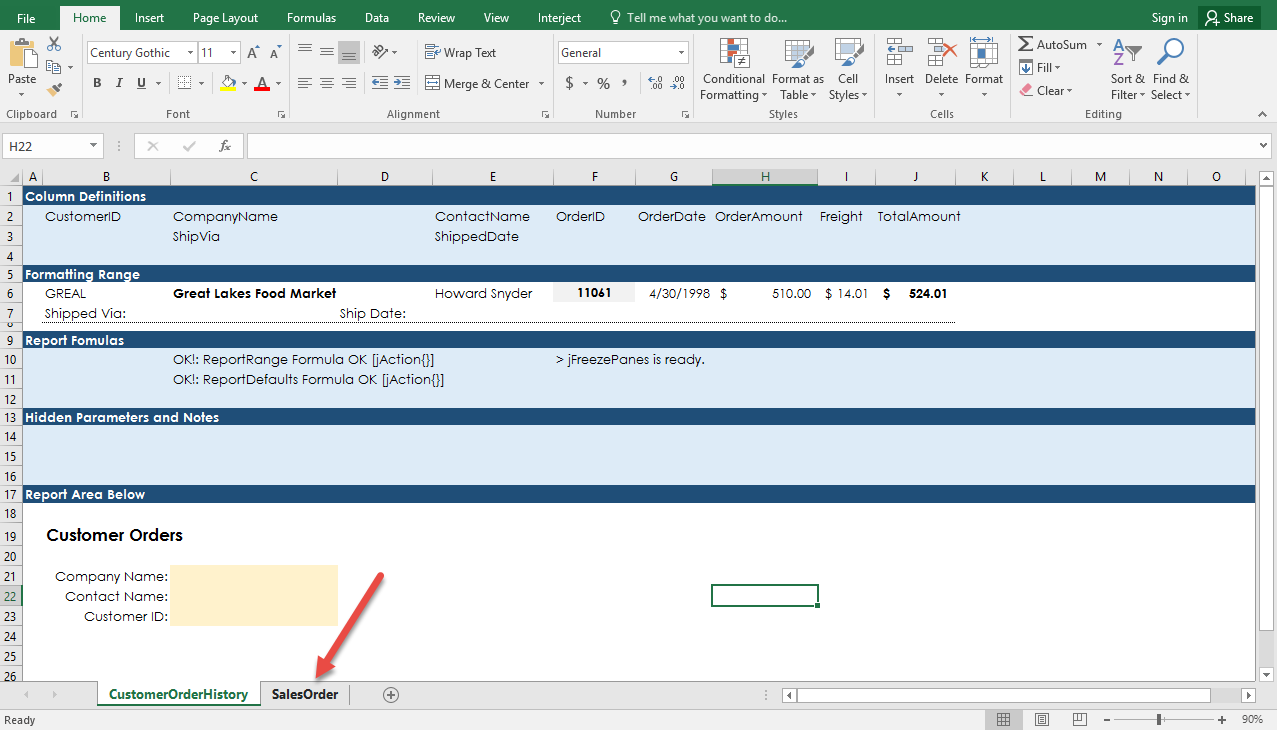 File Home Insert Page Layout Formulas Data Review View Interject Tell me what you want to do... Sign in Share
Century Gothic 11 Wrap Text General AutoSum
Paste B I U Merge & Center $ % , Conditional Format as Cell Insert Delete Format Fill Sort & Find &
Formatting Table Styles Clear Filter Select
Clipboard Font Alignment Number Styles Cells Editing
H22 fx
A B C D E F G H I J K L M N O
1 Column Definitions
2 CustomerID CompanyName ContactName OrderID OrderDate OrderAmount Freight TotalAmount
3 ShipVia ShippedDate
4
5 Formatting Range
6 GREAL Great Lakes Food Market Howard Snyder 11061 4/30/1998 $ 510.00 $ 14.01 $ 524.01
7 Shipped Via: Ship Date:
8
9 Report Fomulas
10 OK!: ReportRange Formula OK [jAction{}] > jFreezePanes is ready.
11 OK!: ReportDefaults Formula OK [jAction{}]
12
13 Hidden Parameters and Notes
14
15
16
17 Report Area Below
18
19 Customer Orders
20
21 Company Name:
22 Contact Name:
23 Customer ID:
24
25
26
CustomerOrderHistory SalesOrder
Ready 90%